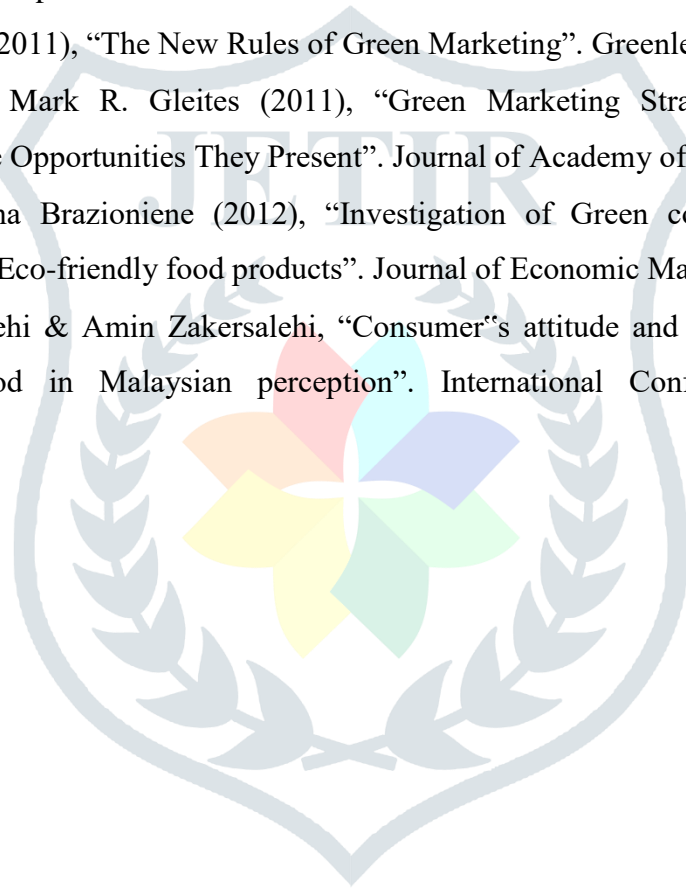 2011), “The New Rules of Green Marketing”. Greenle
Mark R. Gleites (2011), “Green Marketing Stra
e Opportunities They Present”. Journal of Academy of
na Brazioniene (2012), “Investigation of Green co
Eco-friendly food products”. Journal of Economic Ma
ehi & Amin Zakersalehi, “Consumer‟s attitude and
od in Malaysian perception”. International Conf
JETIR